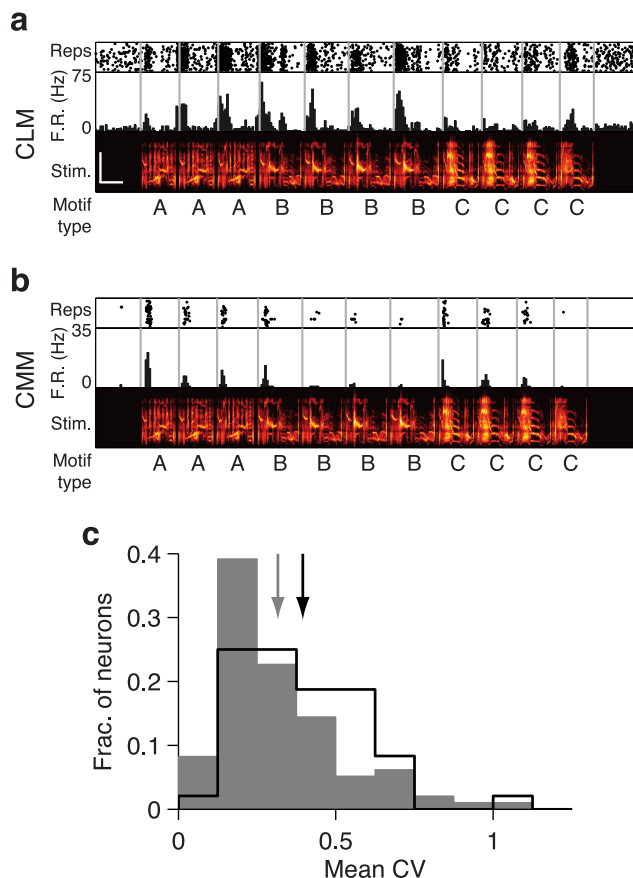 a
CLM
Reps
75
F.R. (Hz)
0
Stim.
Motif type
A A A B B B B C C C C
b
CMM
Reps
35
F.R. (Hz)
0
Stim.
Motif type
A A A B B B B C C C C
c
Frac. of neurons
0.4
0.3
0.2
0.1
0
0 0.5 1
Mean CV